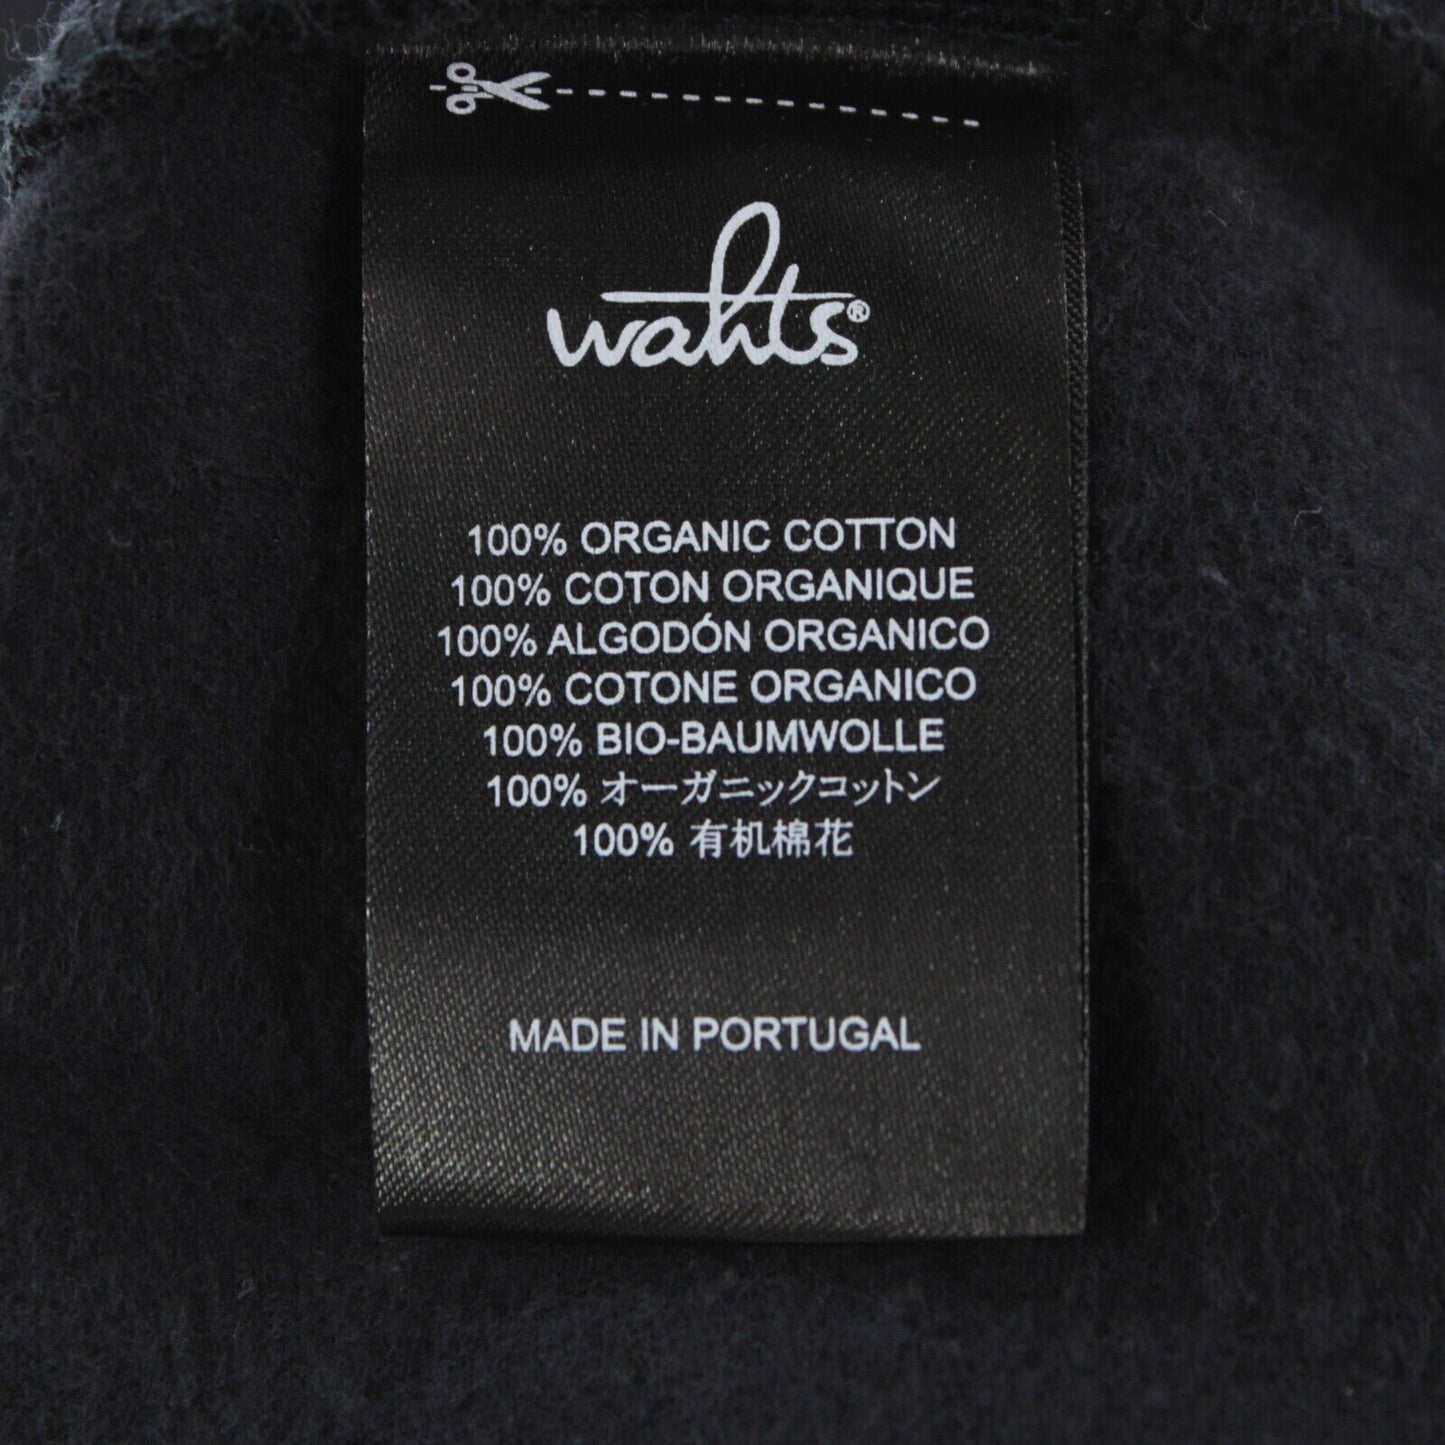 wahts®
100% ORGANIC COTTON
100% COTON ORGANIQUE
100% ALGODÓN ORGANICO
100% COTONE ORGANICO
100% BIO-BAUMWOLLE
100% オーガニックコットン
100% 有机棉花
MADE IN PORTUGAL